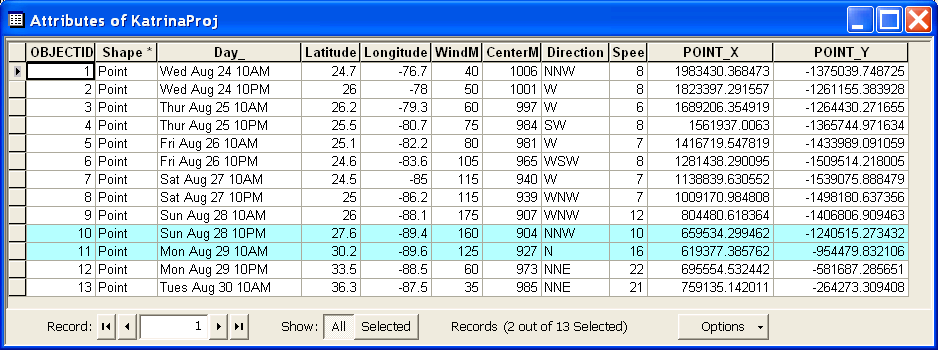 Attributes of KatrinaProj
OBJECTID Shape * Day_ Latitude Longitude WindM CenterM Direction Spee POINT_X POINT_Y
1 Point Wed Aug 24 10AM 24.7 -76.7 40 1006 NNW 8 1983430.368473 -1375039.748725
2 Point Wed Aug 24 10PM 26 -78 50 1001 W 8 1823397.291557 -1261155.383928
3 Point Thur Aug 25 10AM 26.2 -79.3 60 997 W 6 1689206.354919 -1264430.271655
4 Point Thur Aug 25 10PM 25.5 -80.7 75 984 SW 8 1561937.0063 -1365744.971634
5 Point Fri Aug 26 10AM 25.1 -82.2 80 981 W 7 1416719.547819 -1433989.091059
6 Point Fri Aug 26 10PM 24.6 -83.6 105 965 WSW 8 1281438.290095 -1509514.218005
7 Point Sat Aug 27 10AM 24.5 -85 115 940 W 7 1138839.630552 -1539075.888479
8 Point Sat Aug 27 10PM 25 -86.2 115 939 WNW 7 1009170.984808 -1498180.637356
9 Point Sun Aug 28 10AM 26 -88.1 175 907 WNW 12 804480.618364 -1406806.909463
10 Point Sun Aug 28 10PM 27.6 -89.4 160 904 NNW 10 659534.299462 -1240515.273432
11 Point Mon Aug 29 10AM 30.2 -89.6 125 927 N 16 619377.385762 -954479.832106
12 Point Mon Aug 29 10PM 33.5 -88.5 60 973 NNE 22 695554.532442 -581687.285651
13 Point Tues Aug 30 10AM 36.3 -87.5 35 985 NNE 21 759135.142011 -264273.309408
Record: 1 Show: All Selected Records (2 out of 13 Selected) Options